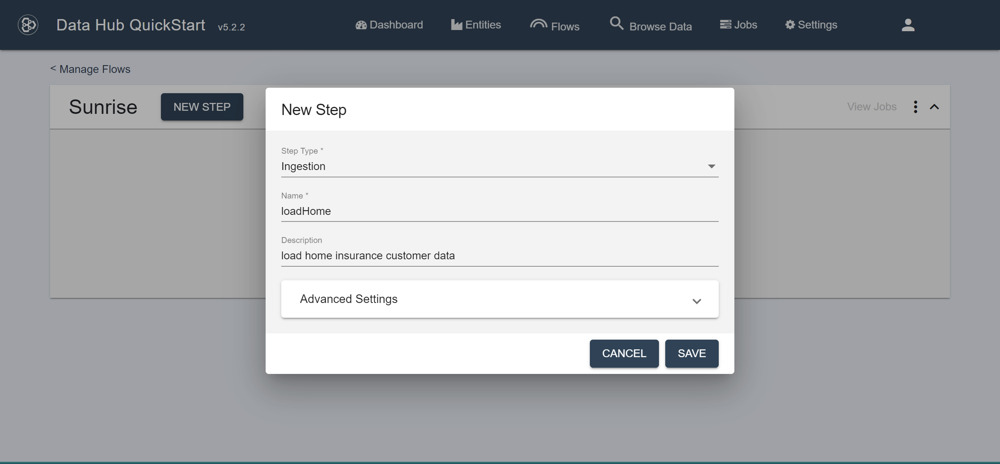 Data Hub QuickStart v5.2.2 Dashboard Entities Flows Browse Data Jobs Settings
< Manage Flows
Sunrise NEW STEP View Jobs
New Step
Step Type *
Ingestion
Name *
loadHome
Description
load home insurance customer data
Advanced Settings
CANCEL SAVE